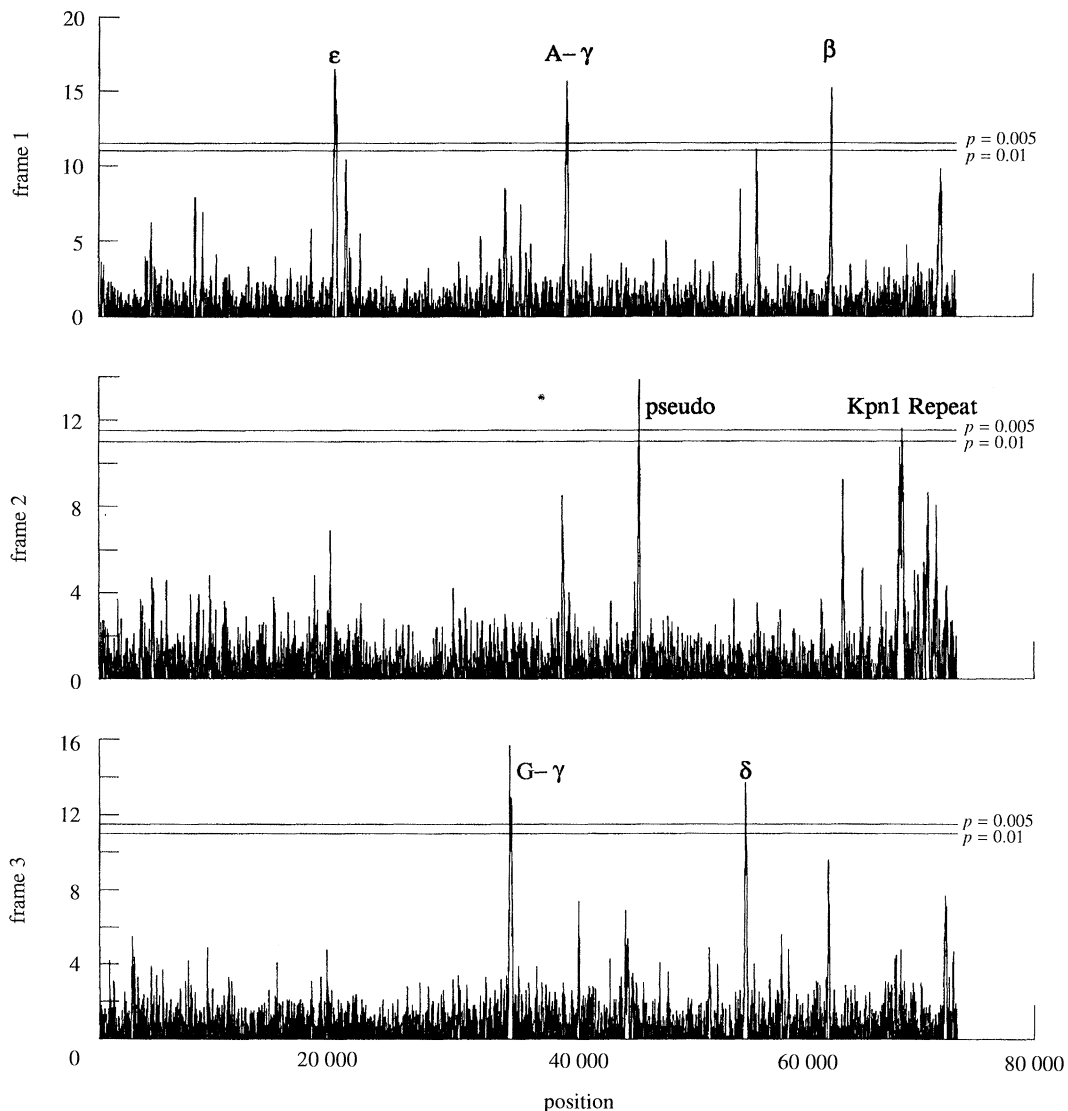 20
ε
A– γ
β
15
p = 0.005
p = 0.01
frame 1
10
5
0
12
pseudo
Kpn1 Repeat
p = 0.005
p = 0.01
frame 2
8
4
0
16
G– γ
δ
12
p = 0.005
p = 0.01
frame 3
8
4
0
20 000
40 000
60 000
80 000
position